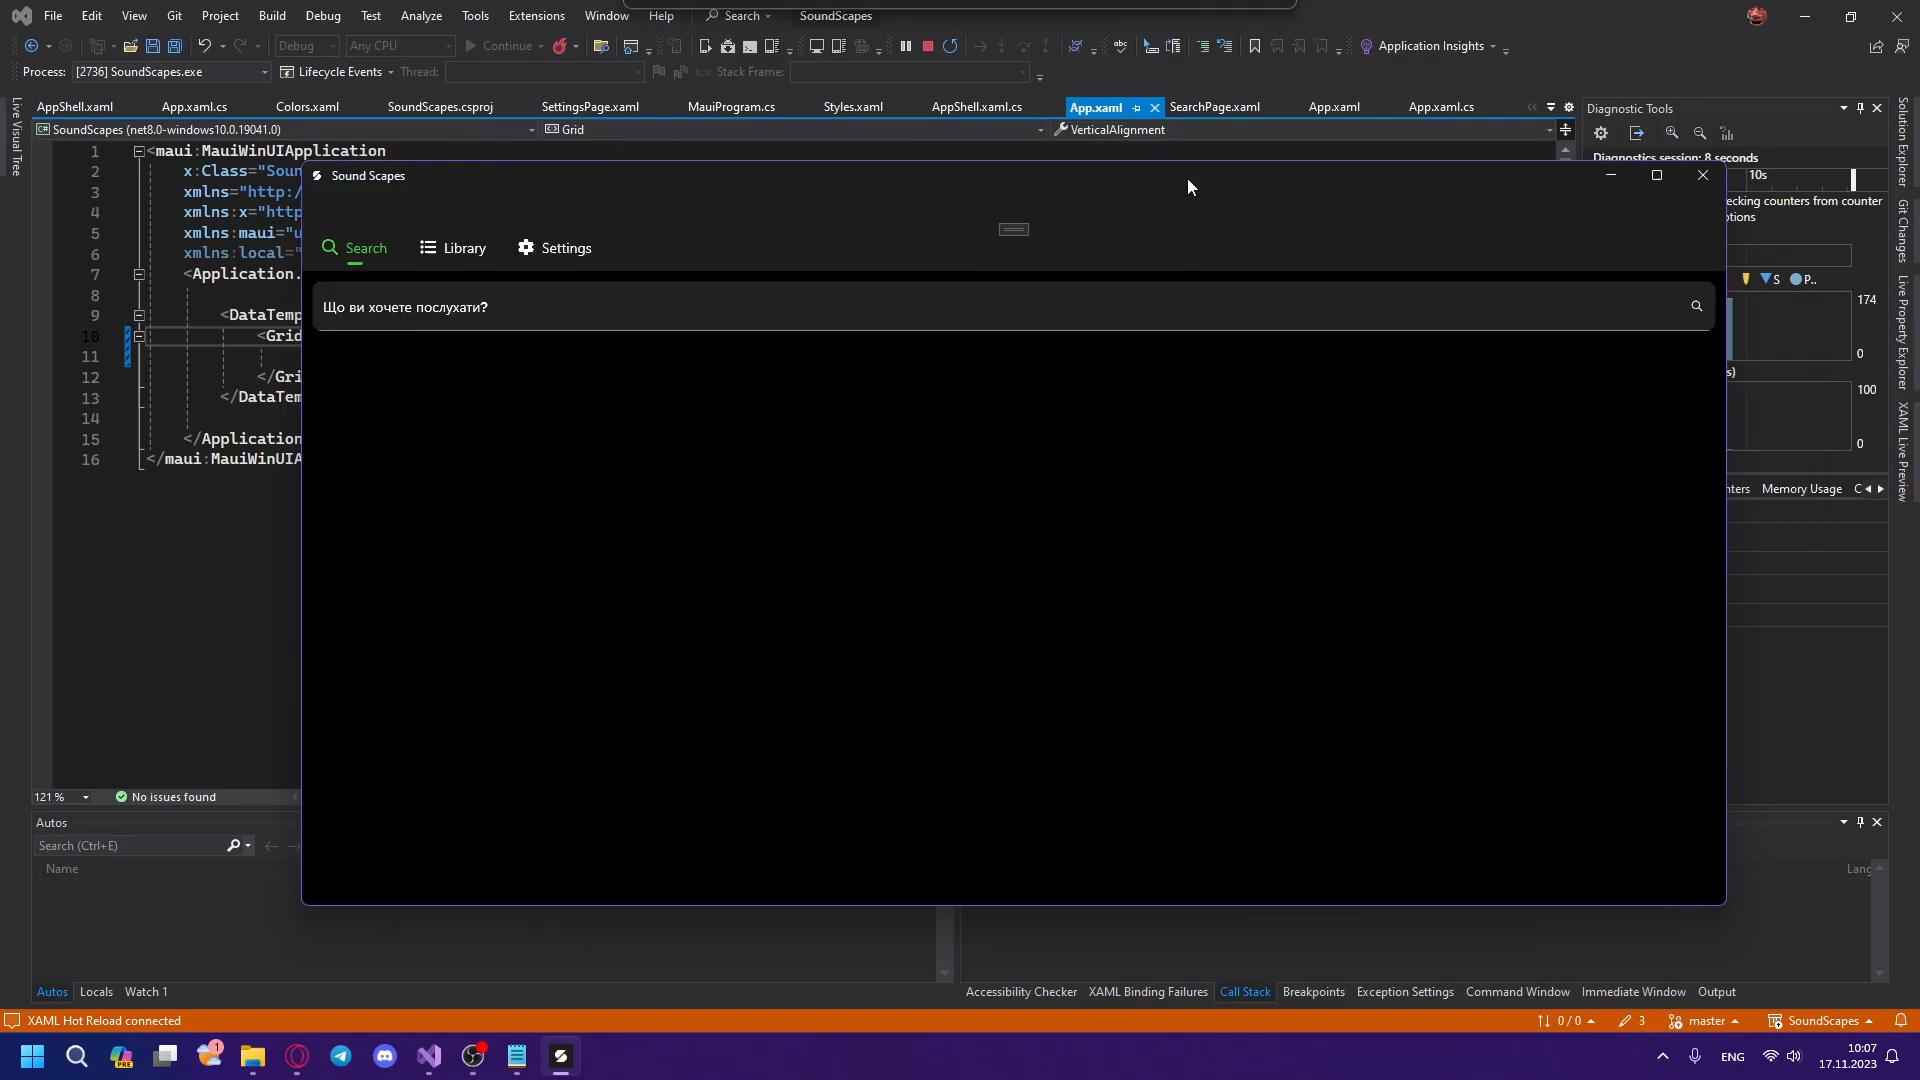 File Edit View Git Project Build Debug Test Analyze Tools Extensions Window Help Search SoundScapes
Debug Any CPU Continue Application Insights
Process: [2736] SoundScapes.exe Lifecycle Events Thread: Stack Frame:
AppShell.xaml App.xaml.cs Colors.xaml SoundScapes.csproj SettingsPage.xaml MauiProgram.cs Styles.xaml AppShell.xaml.cs App.xaml SearchPage.xaml App.xaml App.xaml.cs
SoundScapes (net8.0-windows10.0.19041.0) Grid VerticalAlignment
Live Visual Tree
1 <maui:MauiWinUIApplication
2 x:Class="Soun
3 xmlns="http:/
4 xmlns:x="http
5 xmlns:maui="u
6 xmlns:local="
7 <Application.
8
9 <DataTemp
10 <Grid
11
12 </Gri
13 </DataTem
14
15 </Application
16 </maui:MauiWinUIA
121 % No issues found
Sound Scapes
Search Library Settings
Що ви хочете послухати?
Diagnostic Tools
Diagnostics session: 8 seconds
10s
ecking counters from counter
ptions
S P..
174
0
s)
100
0
nters Memory Usage C
Solution Explorer
Git Changes
Live Property Explorer
XAML Live Preview
Autos
Search (Ctrl+E)
Name
Lang
Autos Locals Watch 1
Accessibility Checker XAML Binding Failures Call Stack Breakpoints Exception Settings Command Window Immediate Window Output
XAML Hot Reload connected
0 / 0 3 master SoundScapes
PRE
1
ENG
10:07
17.11.2023